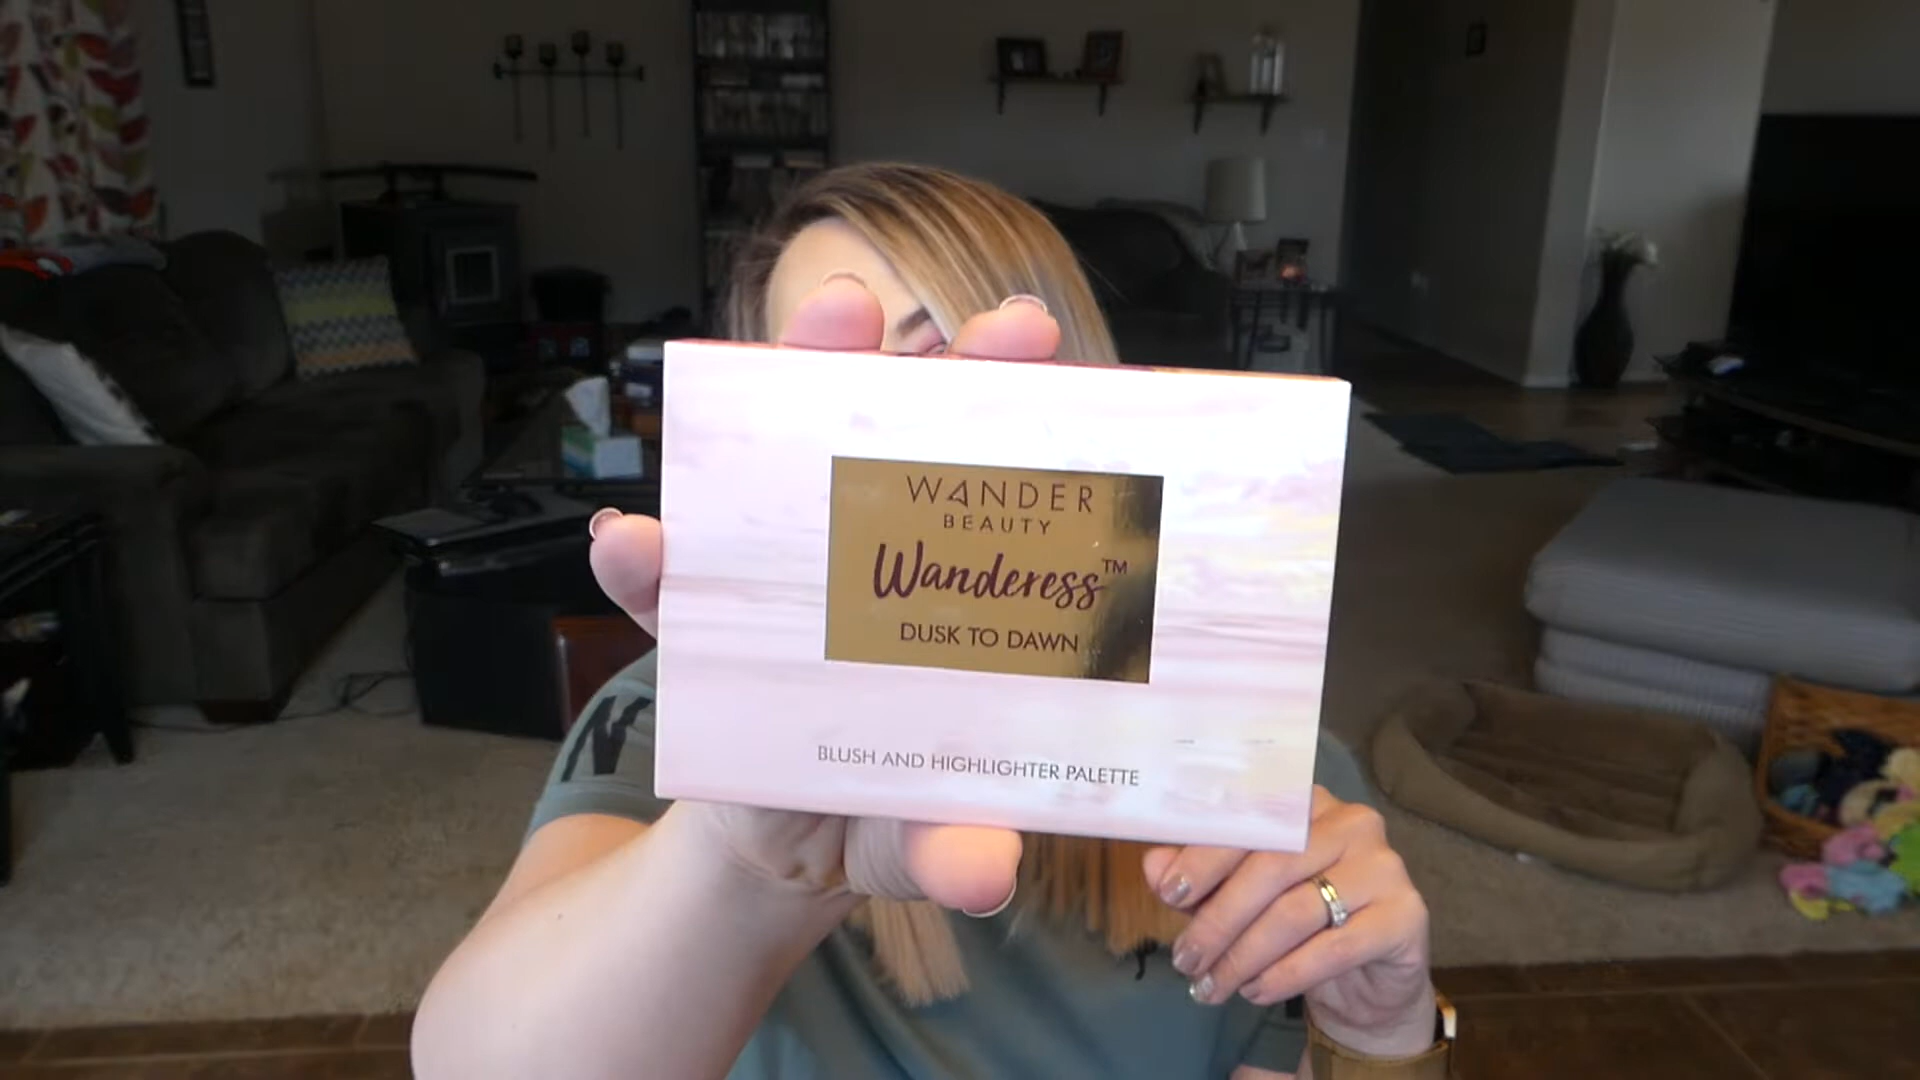 WANDER
BEAUTY
Wanderess™
DUSK TO DAWN
BLUSH AND HIGHLIGHTER PALETTE